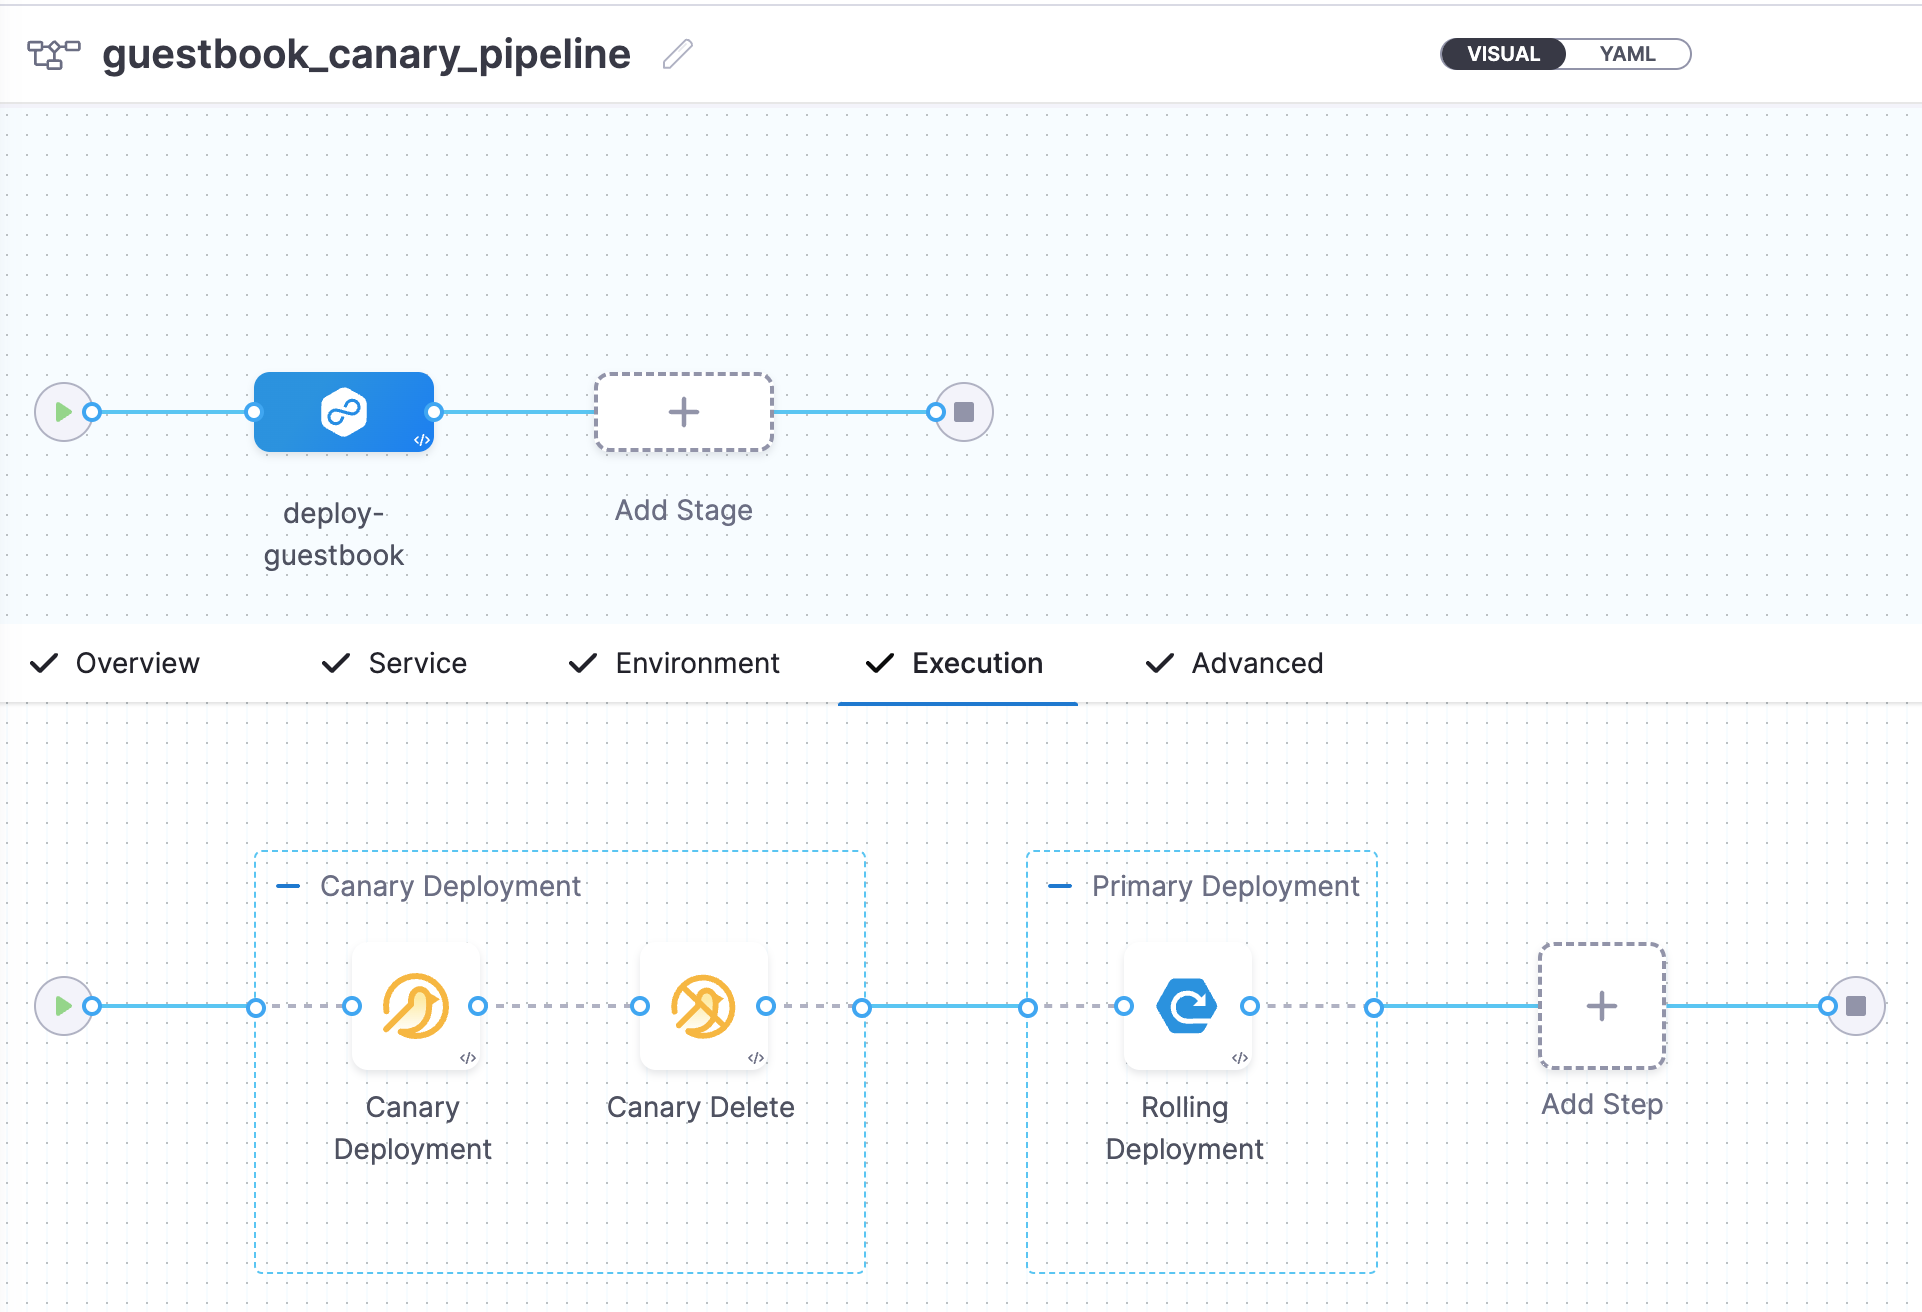 guestbook_canary_pipeline
VISUAL
YAML
</>
deploy-
guestbook
Add Stage
Overview
Service
Environment
Execution
Advanced
Canary Deployment
Primary Deployment
</>
</>
</>
Canary
Deployment
Canary Delete
Rolling
Deployment
Add Step